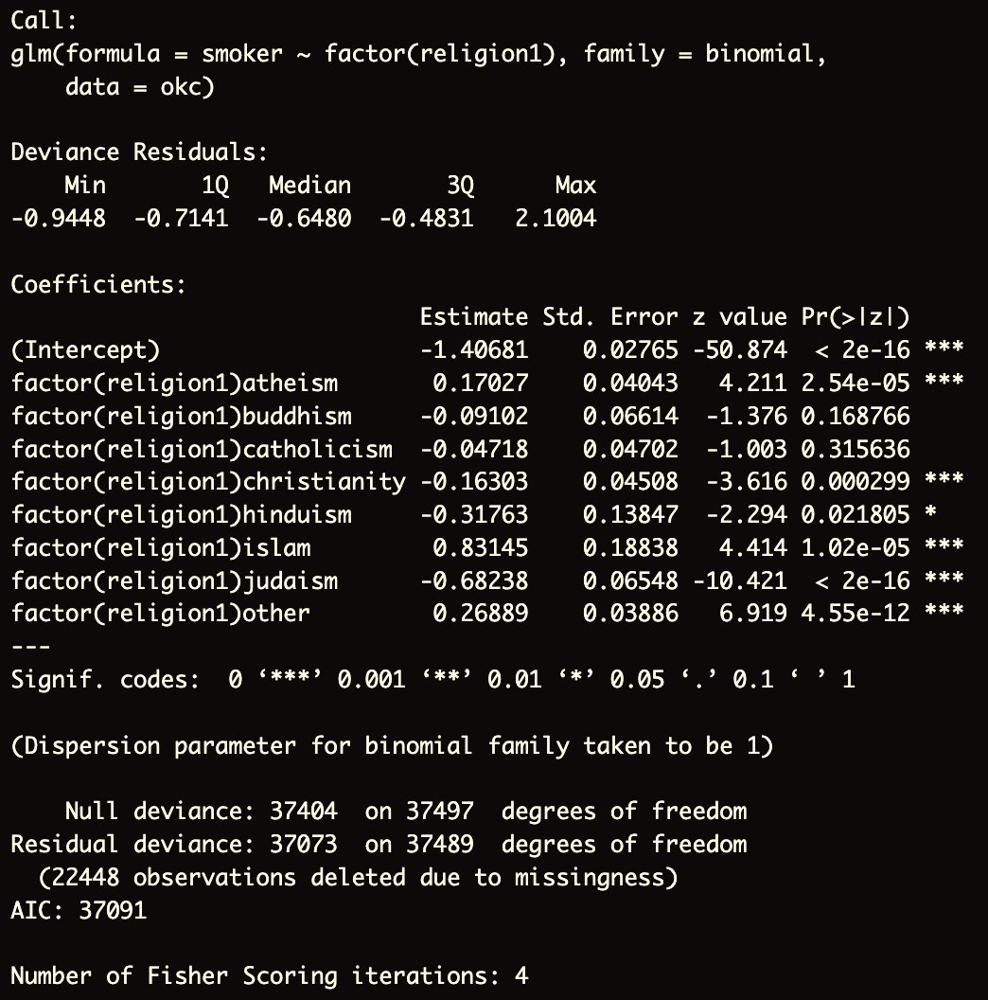 Call:
glm(formula = smoker ~ factor(religion1), family = binomial,
    data = okc)

Deviance Residuals:
    Min       1Q   Median       3Q      Max
-0.9448  -0.7141  -0.6480  -0.4831   2.1004

Coefficients:
                              Estimate Std. Error z value Pr(>|z|)
(Intercept)                   -1.40681    0.02765 -50.874  < 2e-16 ***
factor(religion1)atheism       0.17027    0.04043   4.211 2.54e-05 ***
factor(religion1)buddhism     -0.09102    0.06614  -1.376 0.168766
factor(religion1)catholicism  -0.04718    0.04702  -1.003 0.315636
factor(religion1)christianity -0.16303    0.04508  -3.616 0.000299 ***
factor(religion1)hinduism     -0.31763    0.13847  -2.294 0.021805 *
factor(religion1)islam         0.83145    0.18838   4.414 1.02e-05 ***
factor(religion1)judaism      -0.68238    0.06548 -10.421  < 2e-16 ***
factor(religion1)other         0.26889    0.03886   6.919 4.55e-12 ***
---
Signif. codes:  0 ‘***’ 0.001 ‘**’ 0.01 ‘*’ 0.05 ‘.’ 0.1 ‘ ’ 1

(Dispersion parameter for binomial family taken to be 1)

    Null deviance: 37404  on 37497  degrees of freedom
Residual deviance: 37073  on 37489  degrees of freedom
  (22448 observations deleted due to missingness)
AIC: 37091

Number of Fisher Scoring iterations: 4